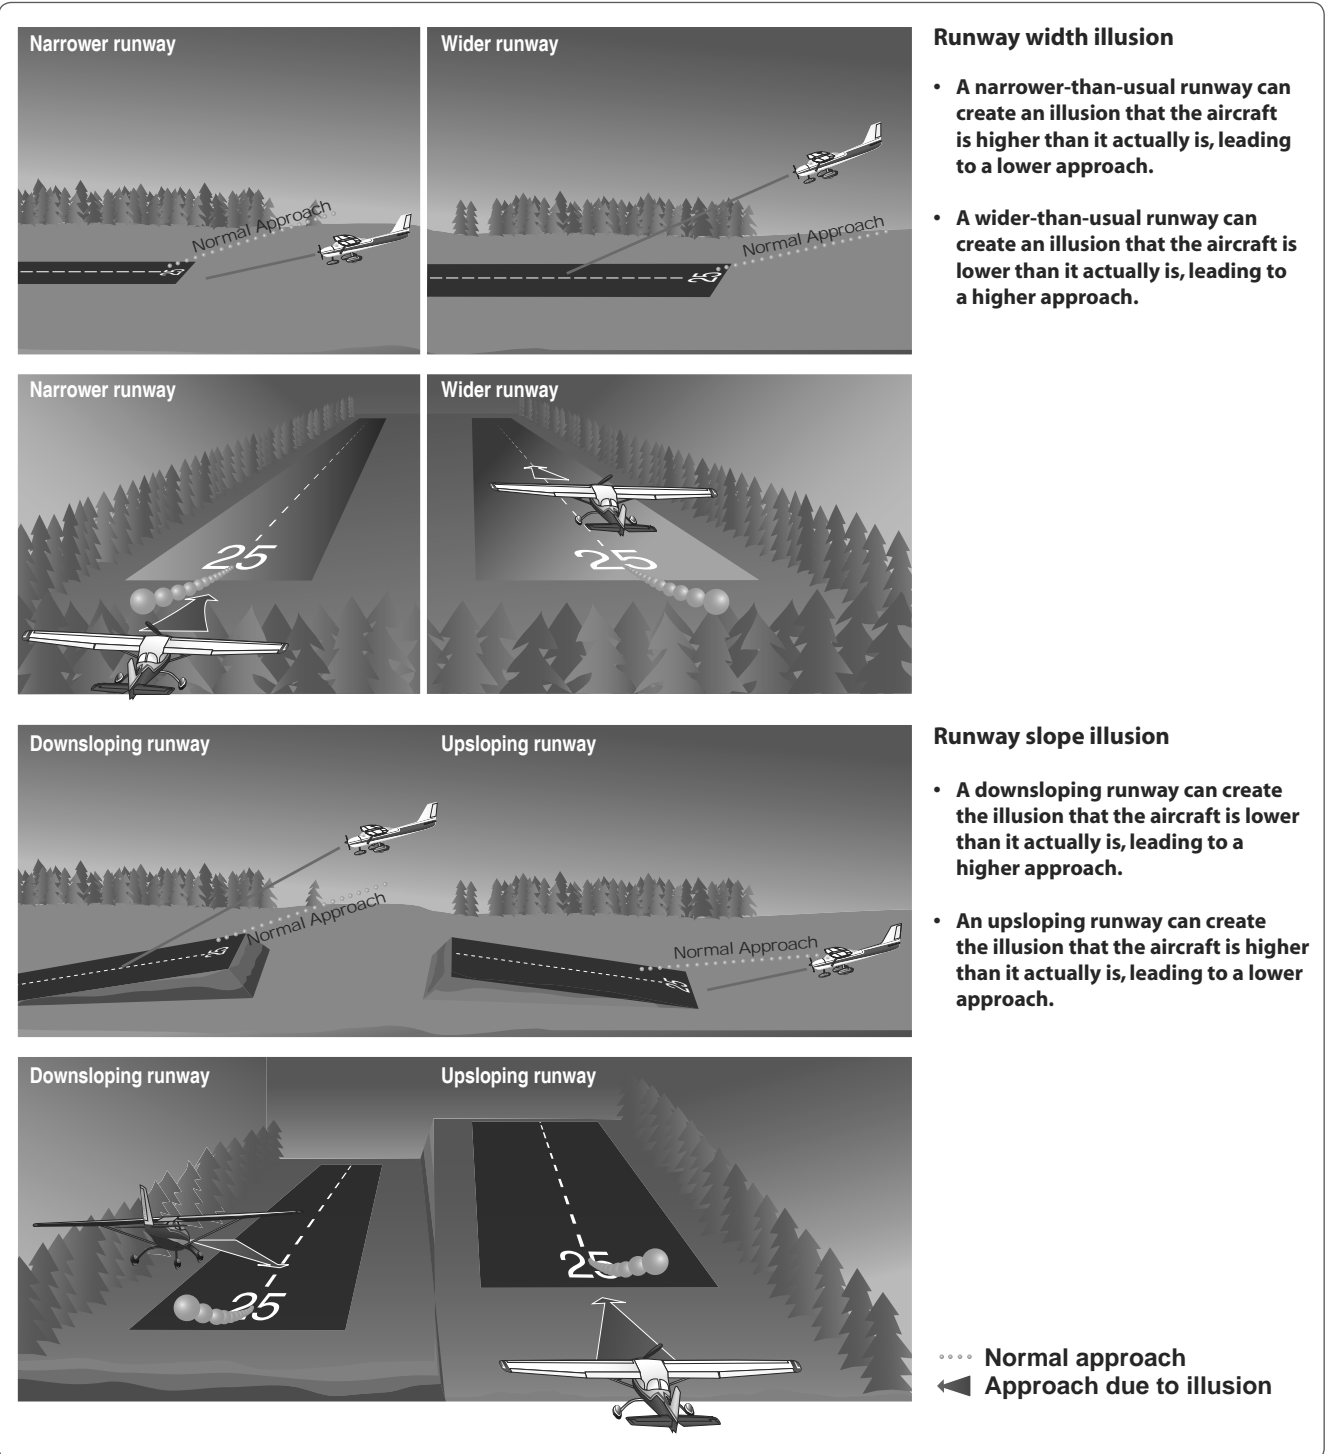 Narrower runway
Wider runway
Normal Approach
25
Normal Approach
25
Runway width illusion
• A narrower-than-usual runway can
create an illusion that the aircraft
is higher than it actually is, leading
to a lower approach.
• A wider-than-usual runway can
create an illusion that the aircraft is
lower than it actually is, leading to
a higher approach.
Narrower runway
Wider runway
25
25
Downsloping runway
Upsloping runway
Normal Approach
25
Normal Approach
25
Runway slope illusion
• A downsloping runway can create
the illusion that the aircraft is lower
than it actually is, leading to a
higher approach.
• An upsloping runway can create
the illusion that the aircraft is higher
than it actually is, leading to a lower
approach.
Downsloping runway
Upsloping runway
25
25
Normal approach
Approach due to illusion